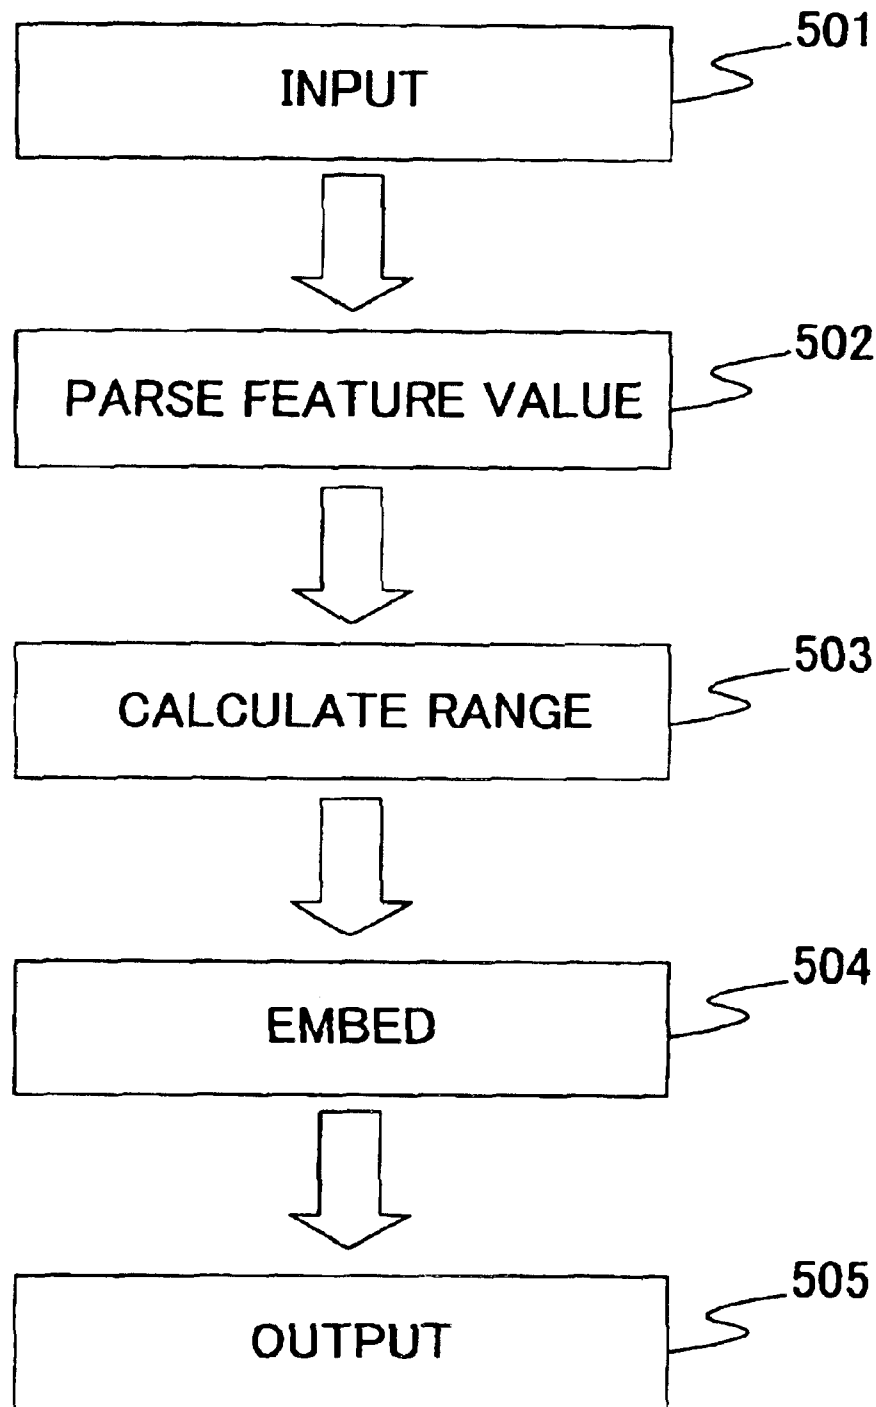 501
INPUT
502
PARSE FEATURE VALUE
503
CALCULATE RANGE
504
EMBED
505
OUTPUT